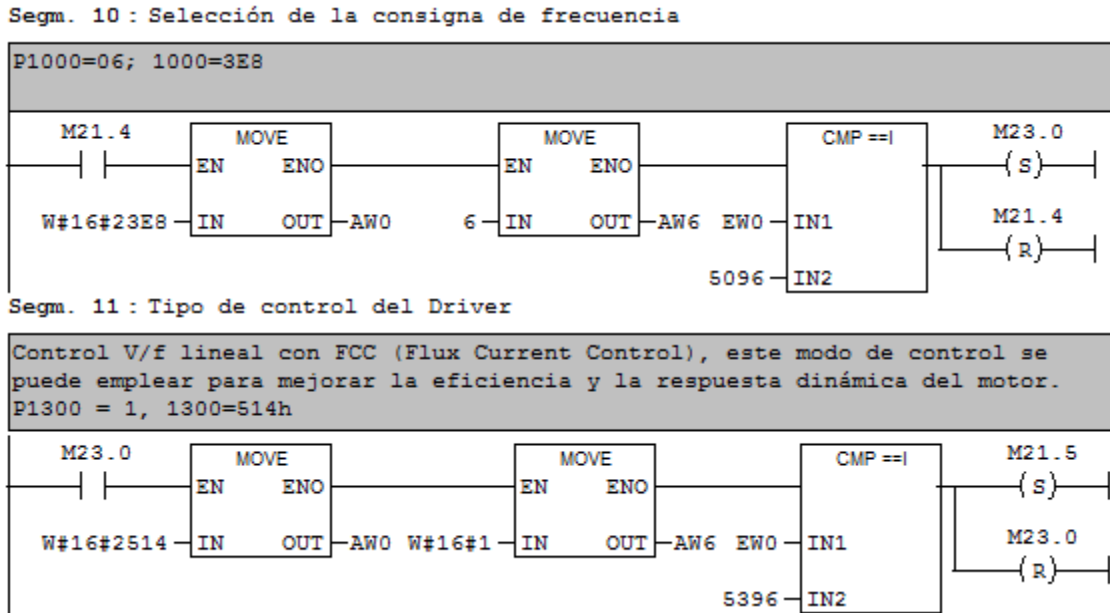 Segm. 10 : Selección de la consigna de frecuencia
P1000=06; 1000=3E8
M21.4 MOVE MOVE CMP ==I M23.0
EN ENO EN ENO S
W#16#23E8 IN OUT AW0 6 IN OUT AW6 EW0 IN1 M21.4
R
5096 IN2
Segm. 11 : Tipo de control del Driver
Control V/f lineal con FCC (Flux Current Control), este modo de control se
puede emplear para mejorar la eficiencia y la respuesta dinámica del motor.
P1300 = 1, 1300=514h
M23.0 MOVE MOVE CMP ==I M21.5
EN ENO EN ENO S
W#16#2514 IN OUT AW0 W#16#1 IN OUT AW6 EW0 IN1 M23.0
R
5396 IN2